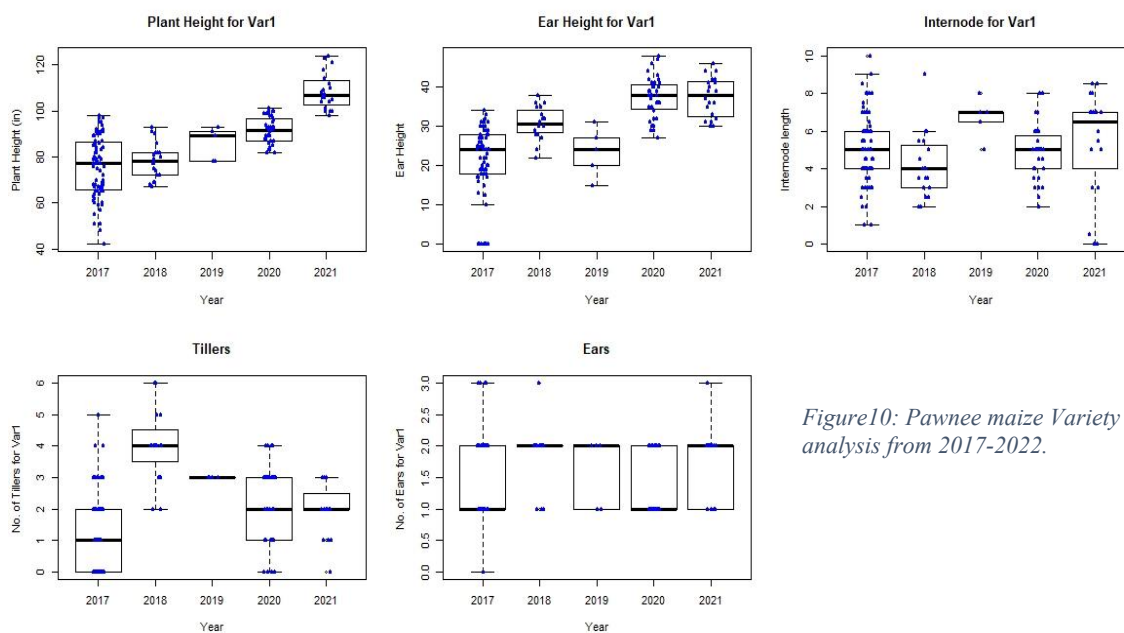 Plant Height for Var1
Plant Height (in)
40 60 80 100 120
2017 2018 2019 2020 2021
Year
Ear Height for Var1
Ear Height
0 10 20 30 40
2017 2018 2019 2020 2021
Year
Internode for Var1
Internode length
0 2 4 6 8 10
2017 2018 2019 2020 2021
Year
Tillers
No. of Tillers for Var1
0 1 2 3 4 5 6
2017 2018 2019 2020 2021
Year
Ears
No. of Ears for Var1
0.0 0.5 1.0 1.5 2.0 2.5 3.0
2017 2018 2019 2020 2021
Year
Figure10: Pawnee maize Variety
analysis from 2017-2022.